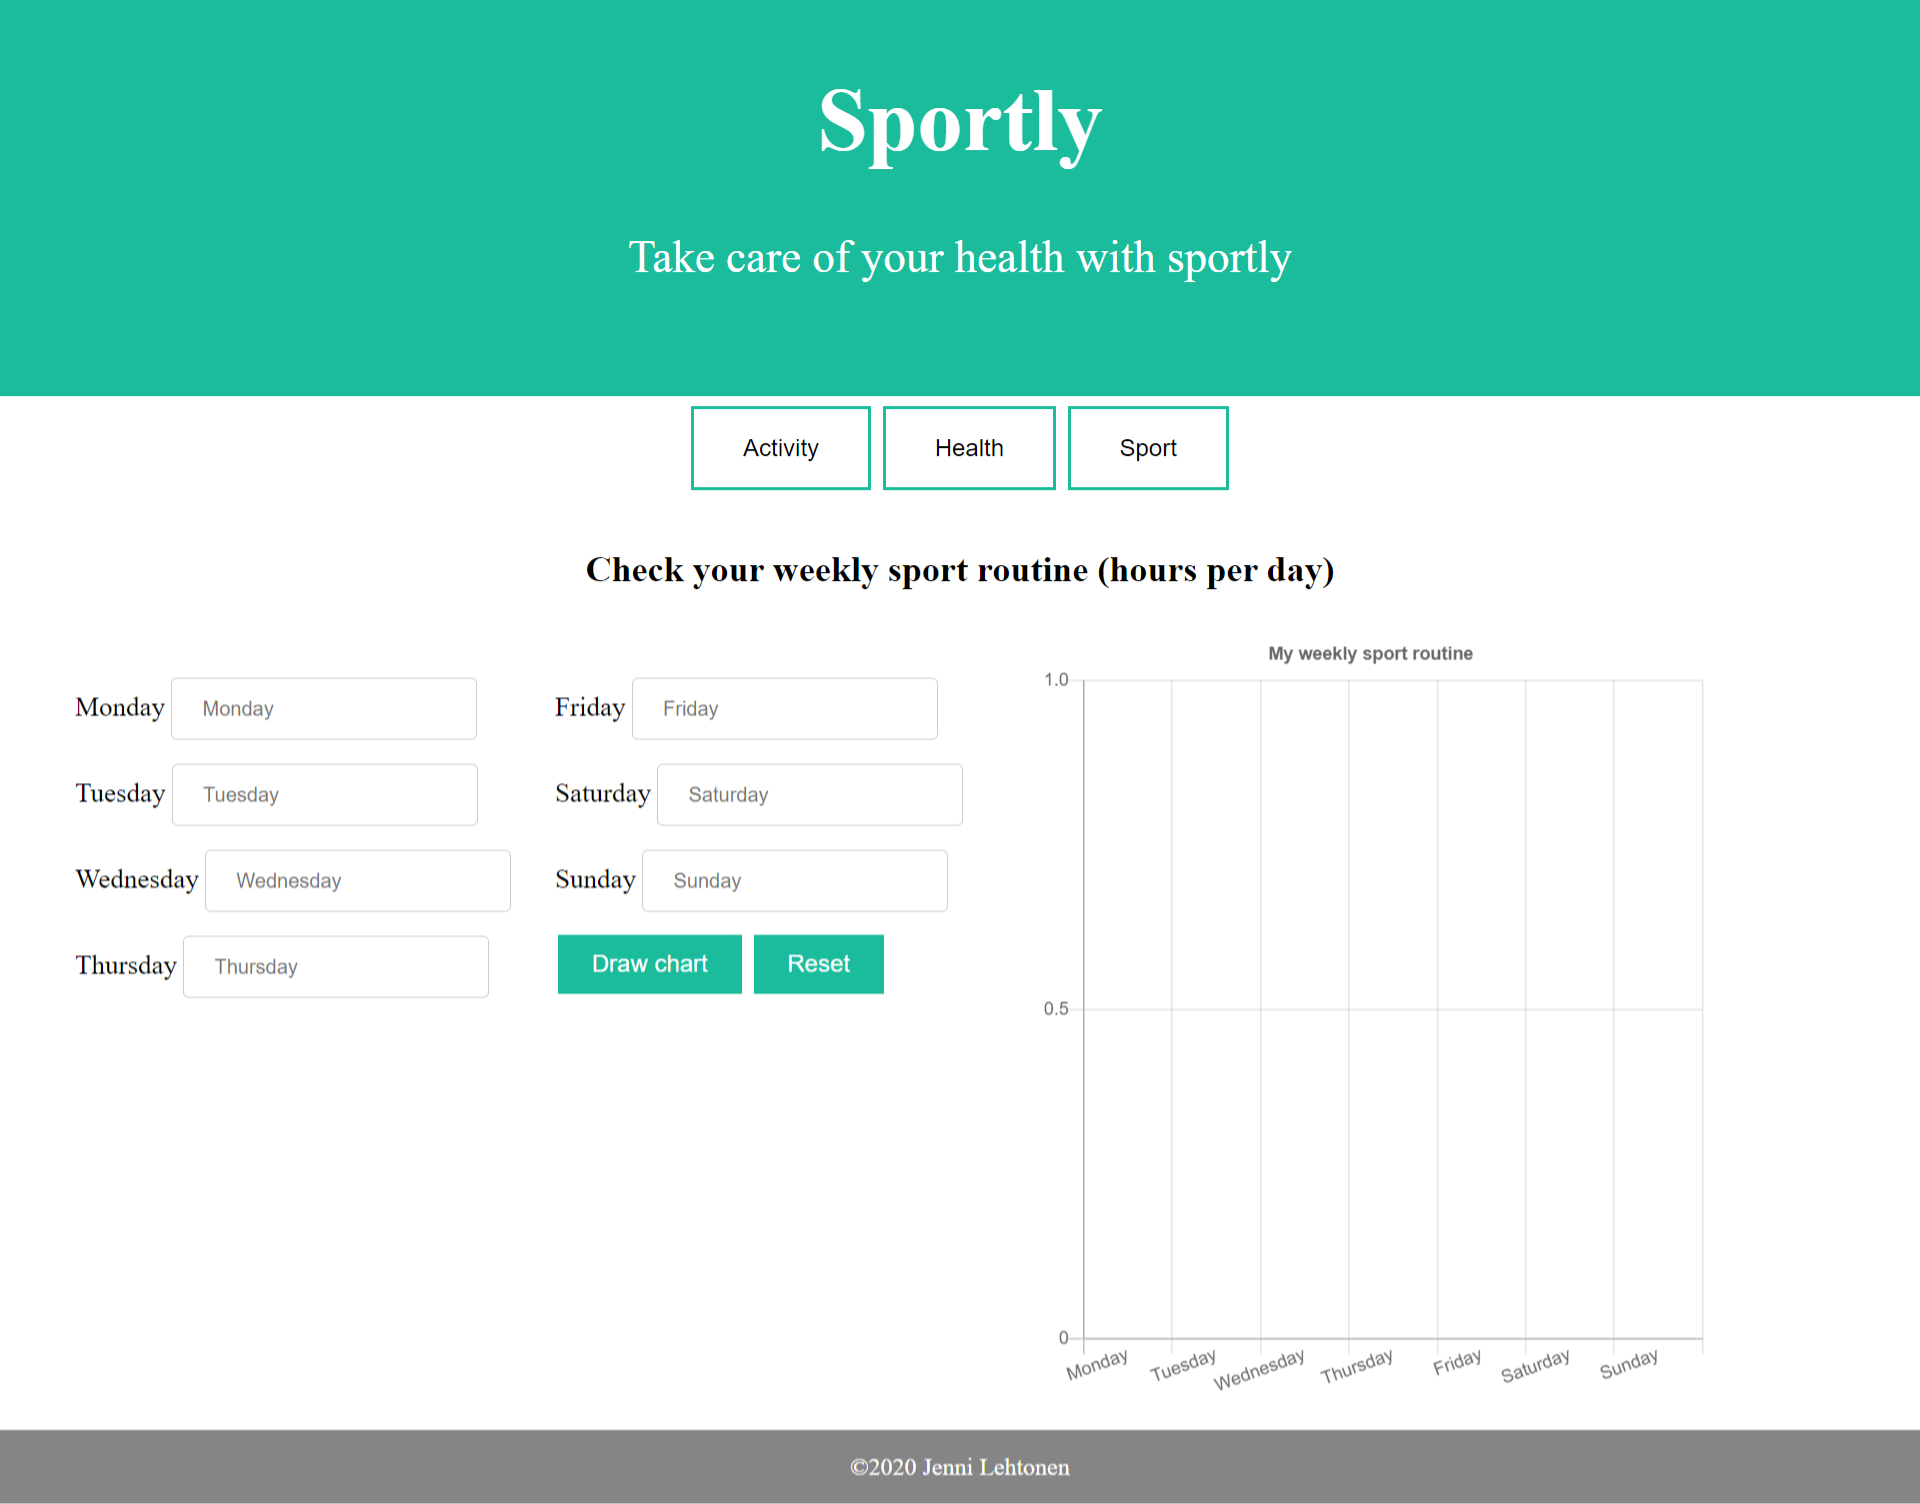 Sportly
Take care of your health with sportly
Activity Health Sport
Check your weekly sport routine (hours per day)
Monday Monday
Tuesday Tuesday
Wednesday Wednesday
Thursday Thursday
Friday Friday
Saturday Saturday
Sunday Sunday
Draw chart Reset
My weekly sport routine
1.0
0.5
0
Monday Tuesday Wednesday Thursday Friday Saturday Sunday
©2020 Jenni Lehtonen